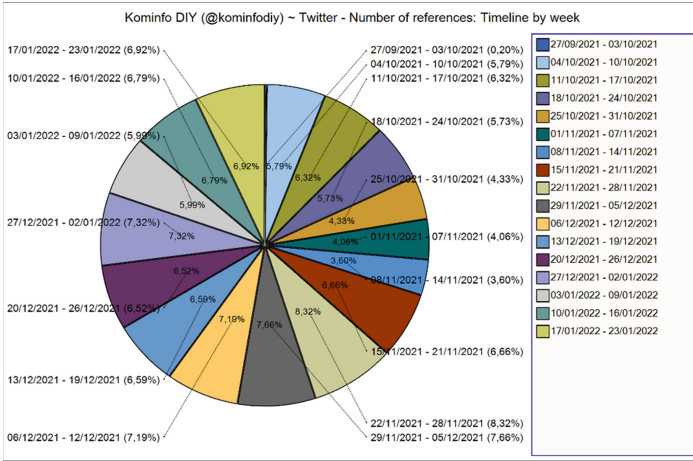 Kominfo DIY (@kominfodiy) ~ Twitter - Number of references: Timeline by week
17/01/2022 - 23/01/2022 (6,92%)
10/01/2022 - 16/01/2022 (6,79%)
03/01/2022 - 09/01/2022 (5,99%)
27/12/2021 - 02/01/2022 (7,32%)
20/12/2021 - 26/12/2021 (6,52%)
13/12/2021 - 19/12/2021 (6,59%)
06/12/2021 - 12/12/2021 (7,19%)
27/09/2021 - 03/10/2021 (0,20%)
04/10/2021 - 10/10/2021 (5,79%)
11/10/2021 - 17/10/2021 (6,32%)
18/10/2021 - 24/10/2021 (5,73%)
25/10/2021 - 31/10/2021 (4,33%)
01/11/2021 - 07/11/2021 (4,06%)
08/11/2021 - 14/11/2021 (3,60%)
15/11/2021 - 21/11/2021 (6,66%)
22/11/2021 - 28/11/2021 (8,32%)
29/11/2021 - 05/12/2021 (7,66%)
6,92%
5,79%
6,79%
6,32%
5,99%
5,73%
4,33%
7,32%
4,06%
3,60%
6,52%
6,66%
6,59%
8,32%
7,19%
7,66%
27/09/2021 - 03/10/2021
04/10/2021 - 10/10/2021
11/10/2021 - 17/10/2021
18/10/2021 - 24/10/2021
25/10/2021 - 31/10/2021
01/11/2021 - 07/11/2021
08/11/2021 - 14/11/2021
15/11/2021 - 21/11/2021
22/11/2021 - 28/11/2021
29/11/2021 - 05/12/2021
06/12/2021 - 12/12/2021
13/12/2021 - 19/12/2021
20/12/2021 - 26/12/2021
27/12/2021 - 02/01/2022
03/01/2022 - 09/01/2022
10/01/2022 - 16/01/2022
17/01/2022 - 23/01/2022